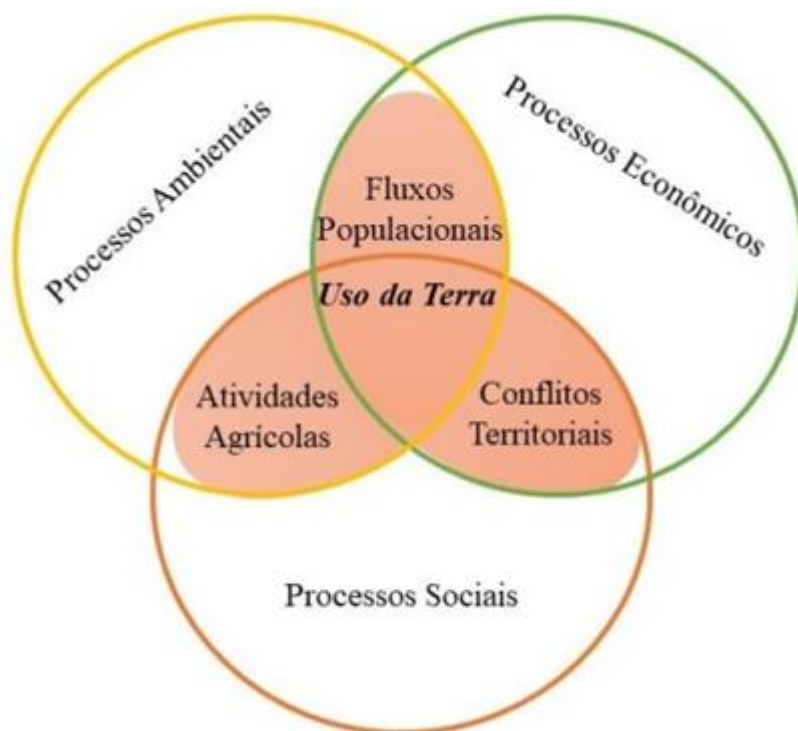 Processos Ambientais
Processos Econômicos
Fluxos
Populacionais
Uso da Terra
Atividades
Agrícolas
Conflitos
Territoriais
Processos Sociais